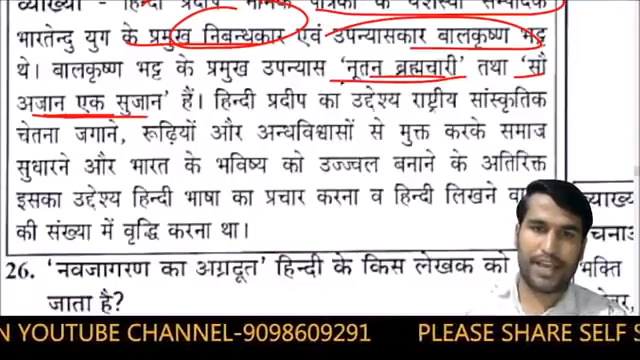 व्याख्या - हिन्दी प्रदीप नामक पत्रिका के यशस्वी सम्पादक
भारतेन्दु युग के प्रमुख निबन्धकार एवं उपन्यासकार बालकृष्ण भट्ट
थे। बालकृष्ण भट्ट के प्रमुख उपन्यास 'नूतन ब्रह्मचारी' तथा 'सौ
अजान एक सुजान' हैं। हिन्दी प्रदीप का उद्देश्य राष्ट्रीय सांस्कृतिक
चेतना जगाने, रूढ़ियों और अन्धविश्वासों से मुक्त करके समाज
सुधारने और भारत के भविष्य को उज्ज्वल बनाने के अतिरिक्त
इसका उद्देश्य हिन्दी भाषा का प्रचार करना व हिन्दी लिखने
की संख्या में वृद्धि करना था।
26. 'नवजागरण का अग्रदूत' हिन्दी के किस लेखक को
जाता है?
भक्ति
N YOUTUBE CHANNEL-9098609291 PLEASE SHARE SELF S